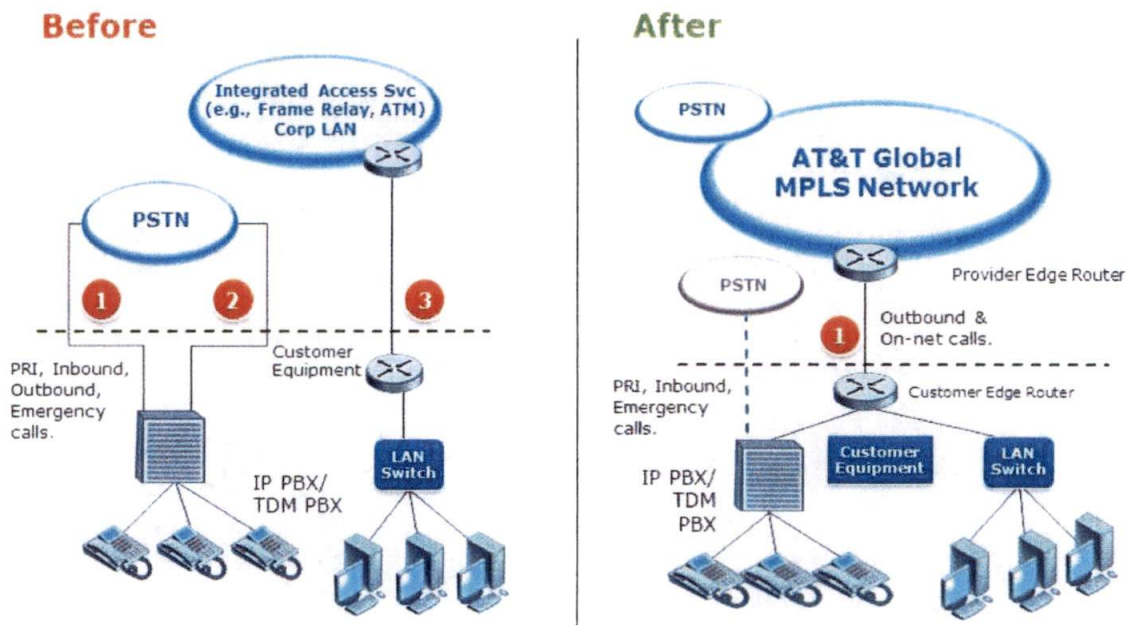 Before
Integrated Access Svc
(e.g., Frame Relay, ATM)
Corp LAN
PSTN
1
2
3
PRI, Inbound,
Outbound,
Emergency
calls.
Customer
Equipment
LAN
Switch
IP PBX/
TDM PBX
After
PSTN
AT&T Global
MPLS Network
PSTN
Provider Edge Router
1
Outbound &
On-net calls.
PRI, Inbound,
Emergency
calls.
Customer Edge Router
Customer
Equipment
LAN
Switch
IP PBX/
TDM
PBX